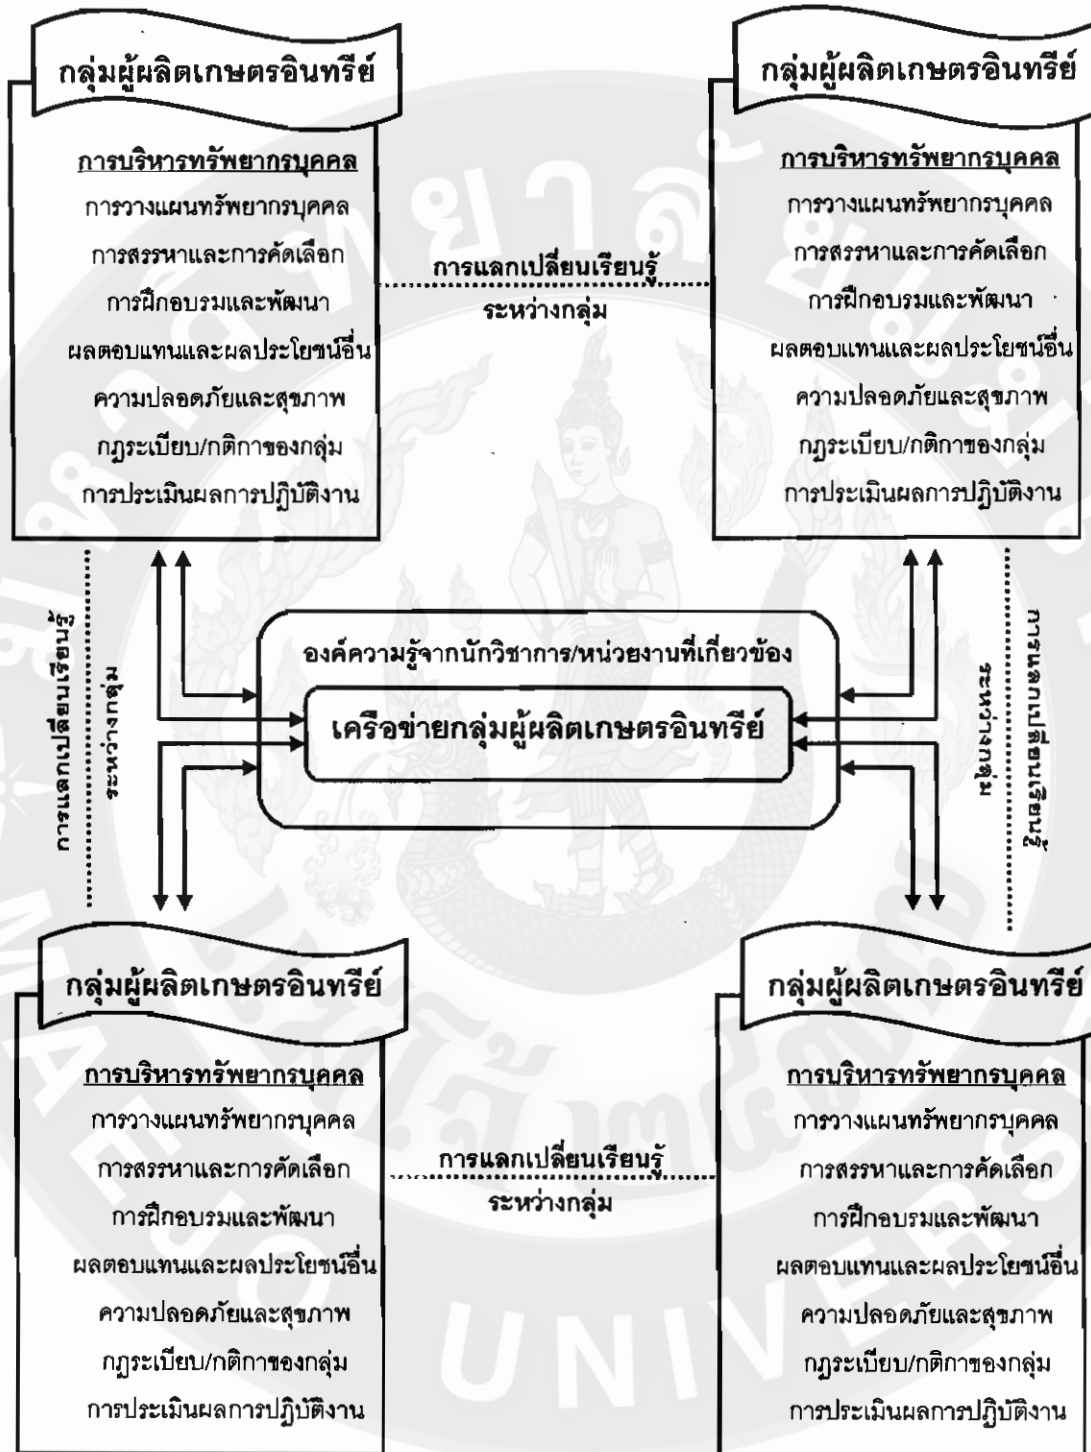 กลุ่มผู้ผลิตเกษตรอินทรีย์
การบริหารทรัพยากรบุคคล
การวางแผนทรัพยากรบุคคล
การสรรหาและการคัดเลือก
การฝึกอบรมและพัฒนา
ผลตอบแทนและผลประโยชน์อื่น
ความปลอดภัยและสุขภาพ
กฎระเบียบ/กติกาของกลุ่ม
การประเมินผลการปฏิบัติงาน
การแลกเปลี่ยนเรียนรู้
ระหว่างกลุ่ม
กลุ่มผู้ผลิตเกษตรอินทรีย์
การบริหารทรัพยากรบุคคล
การวางแผนทรัพยากรบุคคล
การสรรหาและการคัดเลือก
การฝึกอบรมและพัฒนา
ผลตอบแทนและผลประโยชน์อื่น
ความปลอดภัยและสุขภาพ
กฎระเบียบ/กติกาของกลุ่ม
การประเมินผลการปฏิบัติงาน
การแลกเปลี่ยนเรียนรู้
ระหว่างกลุ่ม
องค์ความรู้จากนักวิชาการ/หน่วยงานที่เกี่ยวข้อง
เครือข่ายกลุ่มผู้ผลิตเกษตรอินทรีย์
การแลกเปลี่ยนเรียนรู้
ระหว่างกลุ่ม
กลุ่มผู้ผลิตเกษตรอินทรีย์
การบริหารทรัพยากรบุคคล
การวางแผนทรัพยากรบุคคล
การสรรหาและการคัดเลือก
การฝึกอบรมและพัฒนา
ผลตอบแทนและผลประโยชน์อื่น
ความปลอดภัยและสุขภาพ
กฎระเบียบ/กติกาของกลุ่ม
การประเมินผลการปฏิบัติงาน
การแลกเปลี่ยนเรียนรู้
ระหว่างกลุ่ม
กลุ่มผู้ผลิตเกษตรอินทรีย์
การบริหารทรัพยากรบุคคล
การวางแผนทรัพยากรบุคคล
การสรรหาและการคัดเลือก
การฝึกอบรมและพัฒนา
ผลตอบแทนและผลประโยชน์อื่น
ความปลอดภัยและสุขภาพ
กฎระเบียบ/กติกาของกลุ่ม
การประเมินผลการปฏิบัติงาน
แม่โจ้ ๒๔๗๗
MAEJO UNIVERS